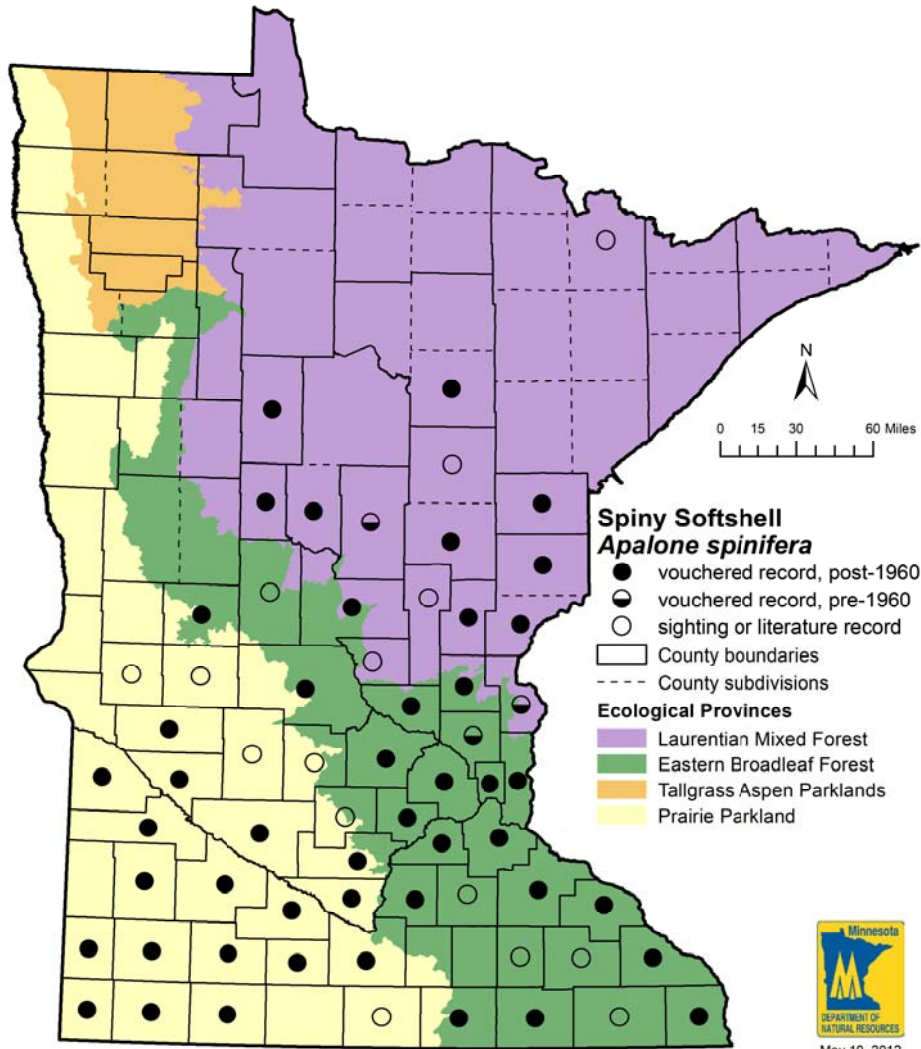 N
0 15 30 60 Miles
Spiny Softshell
Apalone spinifera
vouchered record, post-1960
vouchered record, pre-1960
sighting or literature record
County boundaries
County subdivisions
Ecological Provinces
Laurentian Mixed Forest
Eastern Broadleaf Forest
Tallgrass Aspen Parklands
Prairie Parkland
Minnesota
DEPARTMENT OF
NATURAL RESOURCES